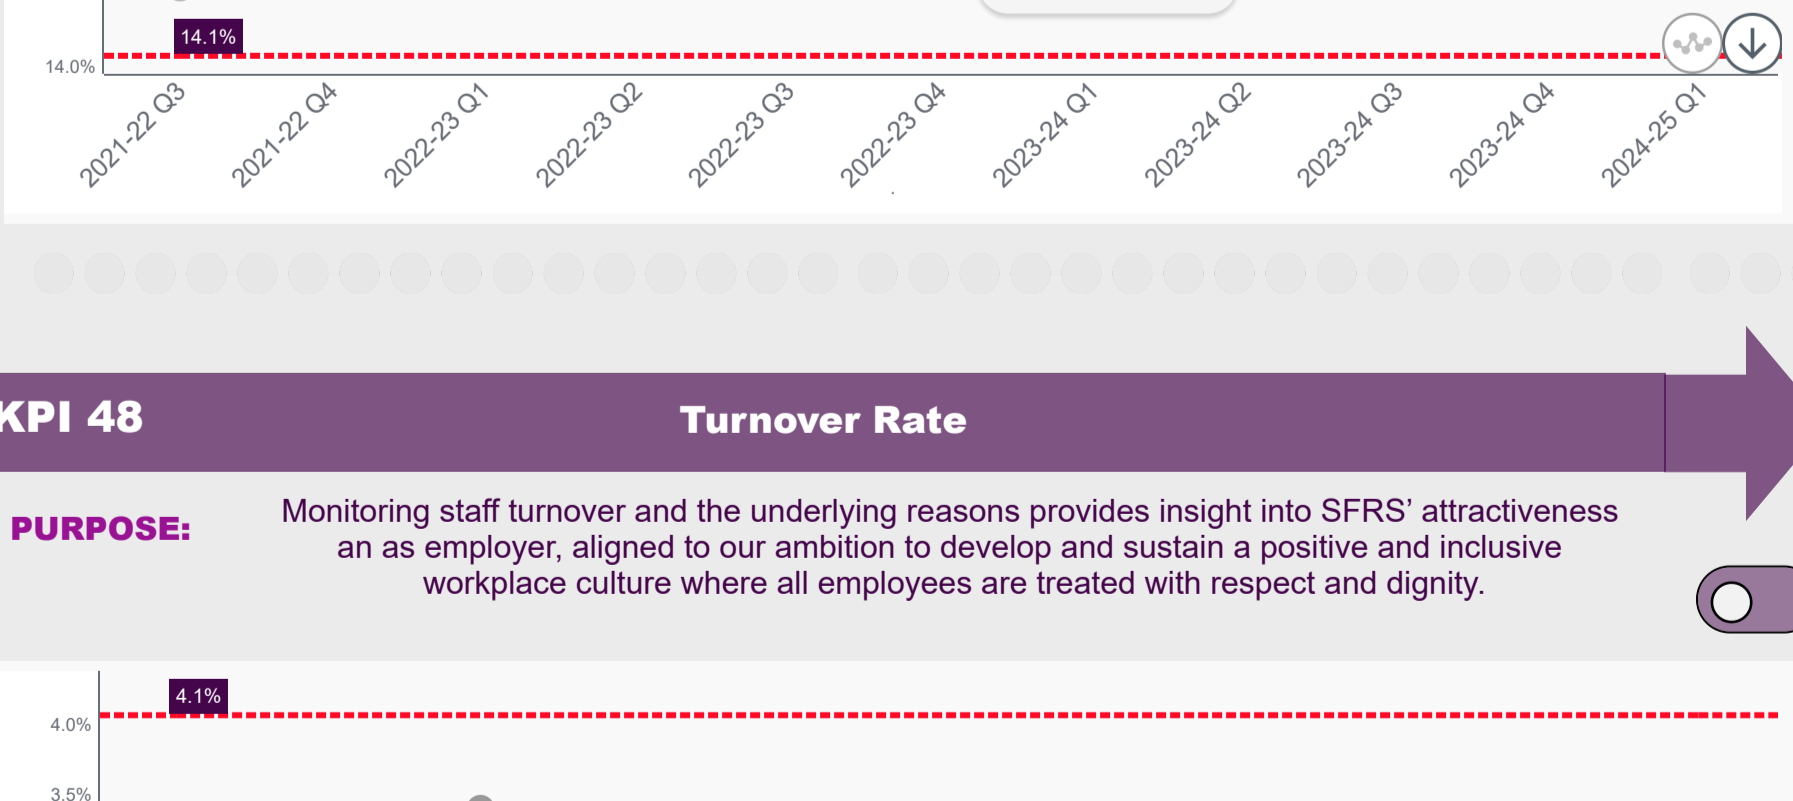 14.1%
14.0%
2021-22 Q3
2021-22 Q4
2022-23 Q1
2022-23 Q2
2022-23 Q3
2022-23 Q4
2023-24 Q1
2023-24 Q2
2023-24 Q3
2023-24 Q4
2024-25 Q1
KPI 48
Turnover Rate
PURPOSE:
Monitoring staff turnover and the underlying reasons provides insight into SFRS’ attractiveness
an as employer, aligned to our ambition to develop and sustain a positive and inclusive
workplace culture where all employees are treated with respect and dignity.
4.1%
4.0%
3.5%